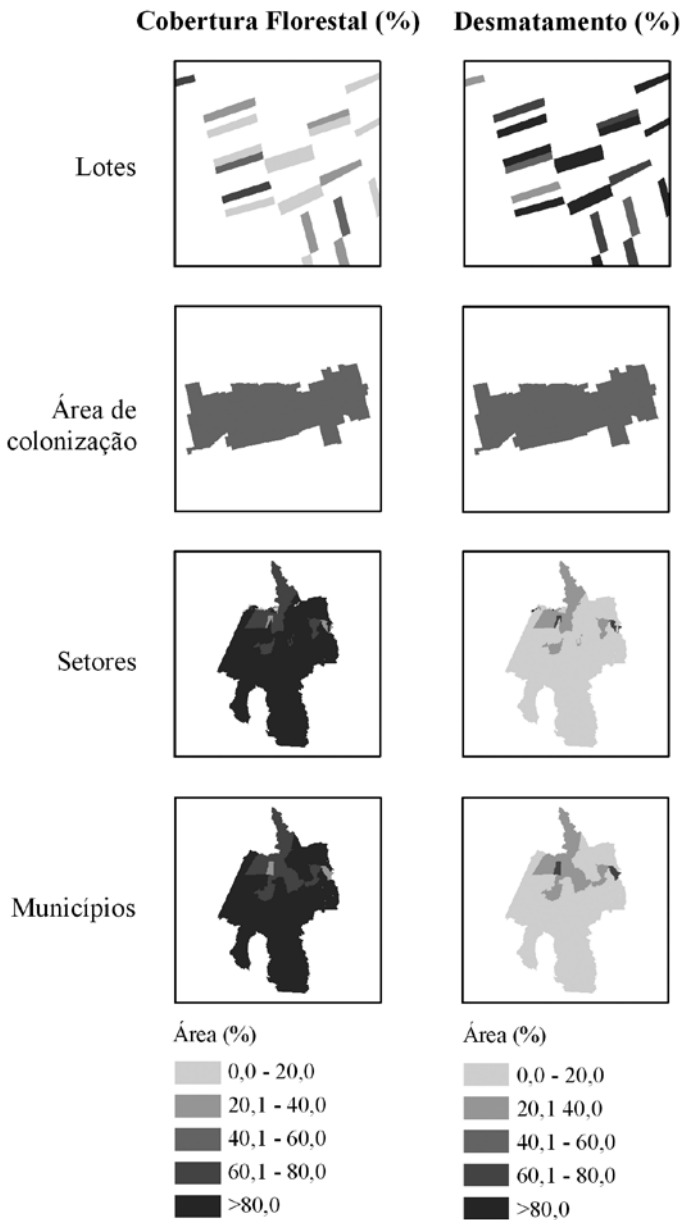 Cobertura Florestal (%) Desmatamento (%)
Lotes
Área de
colonização
Setores
Municípios
Área (%)
0,0 - 20,0
20,1 - 40,0
40,1 - 60,0
60,1 - 80,0
>80,0
Área (%)
0,0 - 20,0
20,1 40,0
40,1 - 60,0
60,1 - 80,0
>80,0